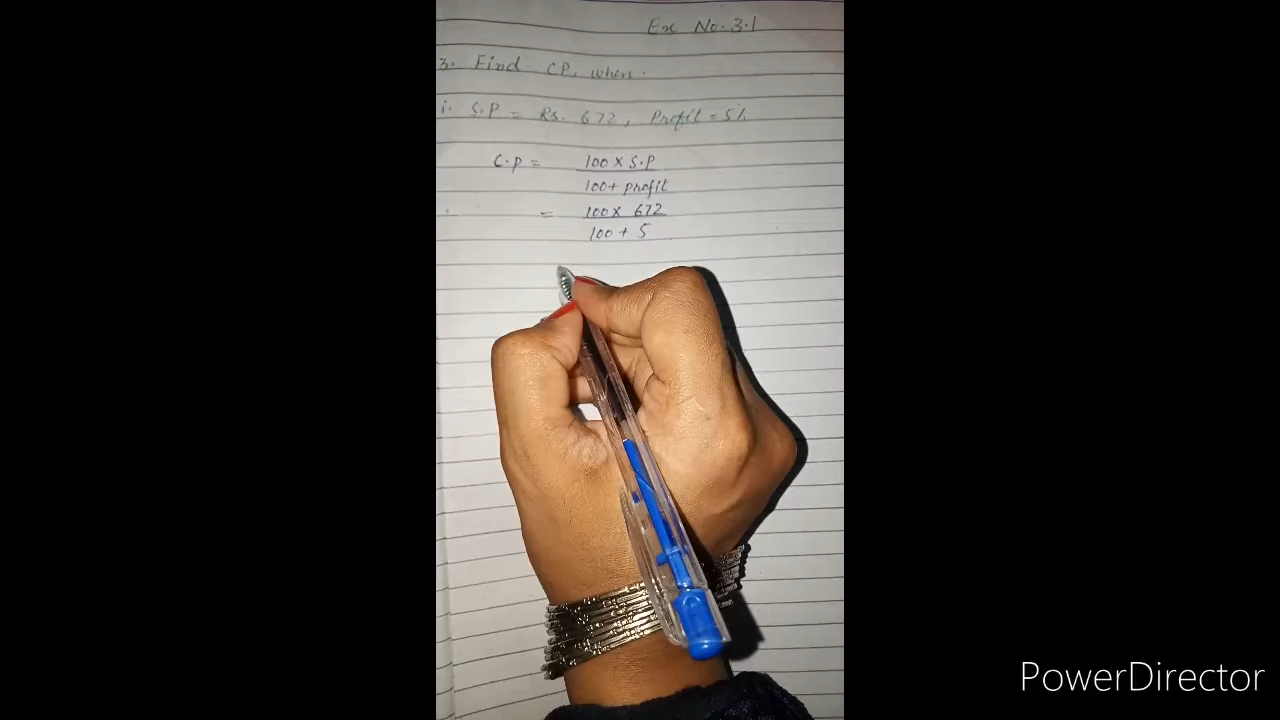 Ex No. 3.1
3. Find CP, when.
i. S.P = Rs. 672, Profit = 5%
C.P = 100 X S.P
100 + profit
= 100 X 672
100 + 5
PowerDirector